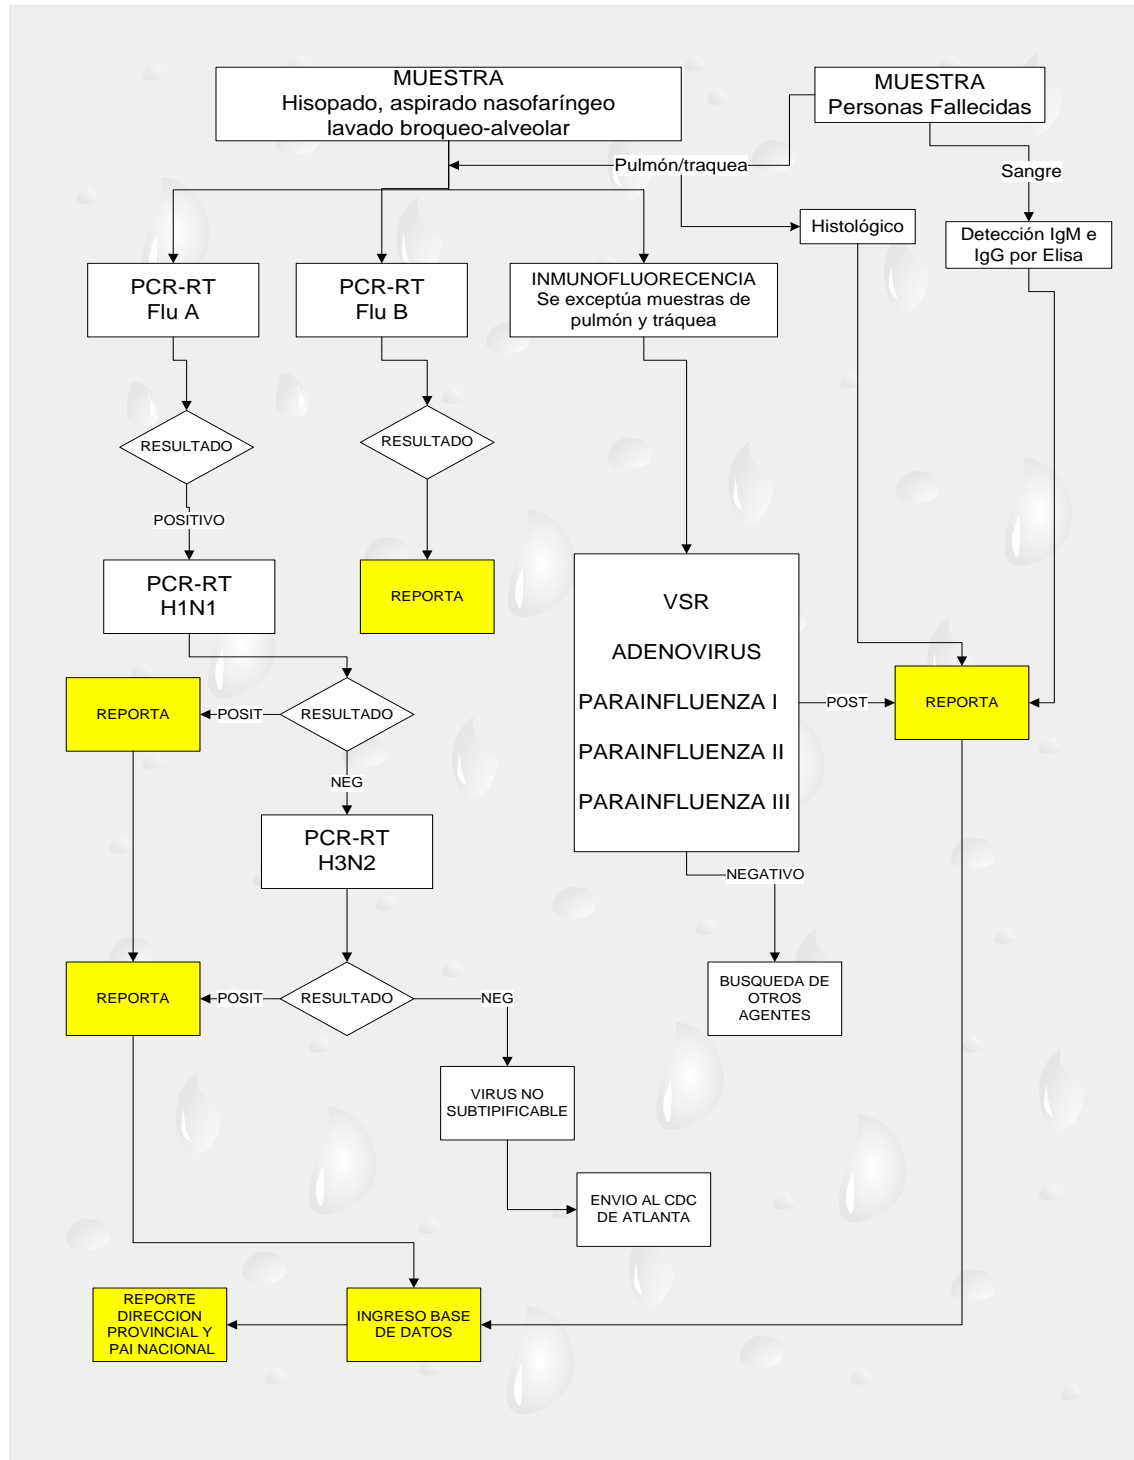 MUESTRA
Hisopado, aspirado nasofaríngeo
lavado broqueo-alveolar
MUESTRA
Personas Fallecidas
Pulmón/traquea
Sangre
Histológico
Detección IgM e
IgG por Elisa
PCR-RT
Flu A
PCR-RT
Flu B
INMUNOFLUORECENCIA
Se exceptúa muestras de
pulmón y tráquea
RESULTADO
RESULTADO
POSITIVO
PCR-RT
H1N1
REPORTA
VSR
ADENOVIRUS
PARAINFLUENZA I
PARAINFLUENZA II
PARAINFLUENZA III
REPORTA
POSIT
RESULTADO
POST
REPORTA
NEG
PCR-RT
H3N2
NEGATIVO
REPORTA
POSIT
RESULTADO
NEG
BUSQUEDA DE
OTROS
AGENTES
VIRUS NO
SUBTIPIFICABLE
ENVIO AL CDC
DE ATLANTA
REPORTE
DIRECCION
PROVINCIAL Y
PAI NACIONAL
INGRESO BASE
DE DATOS